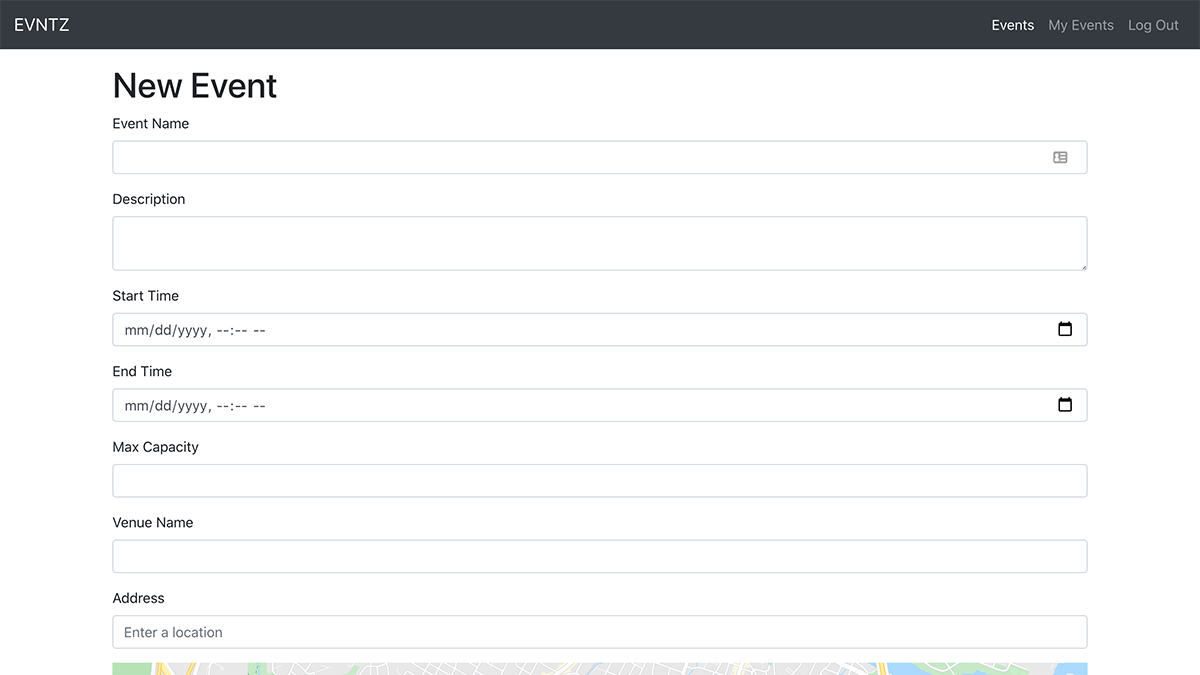 EVNTZ
Events My Events Log Out
New Event
Event Name
Description
Start Time
mm/dd/yyyy, --:-- --
End Time
mm/dd/yyyy, --:-- --
Max Capacity
Venue Name
Address
Enter a location